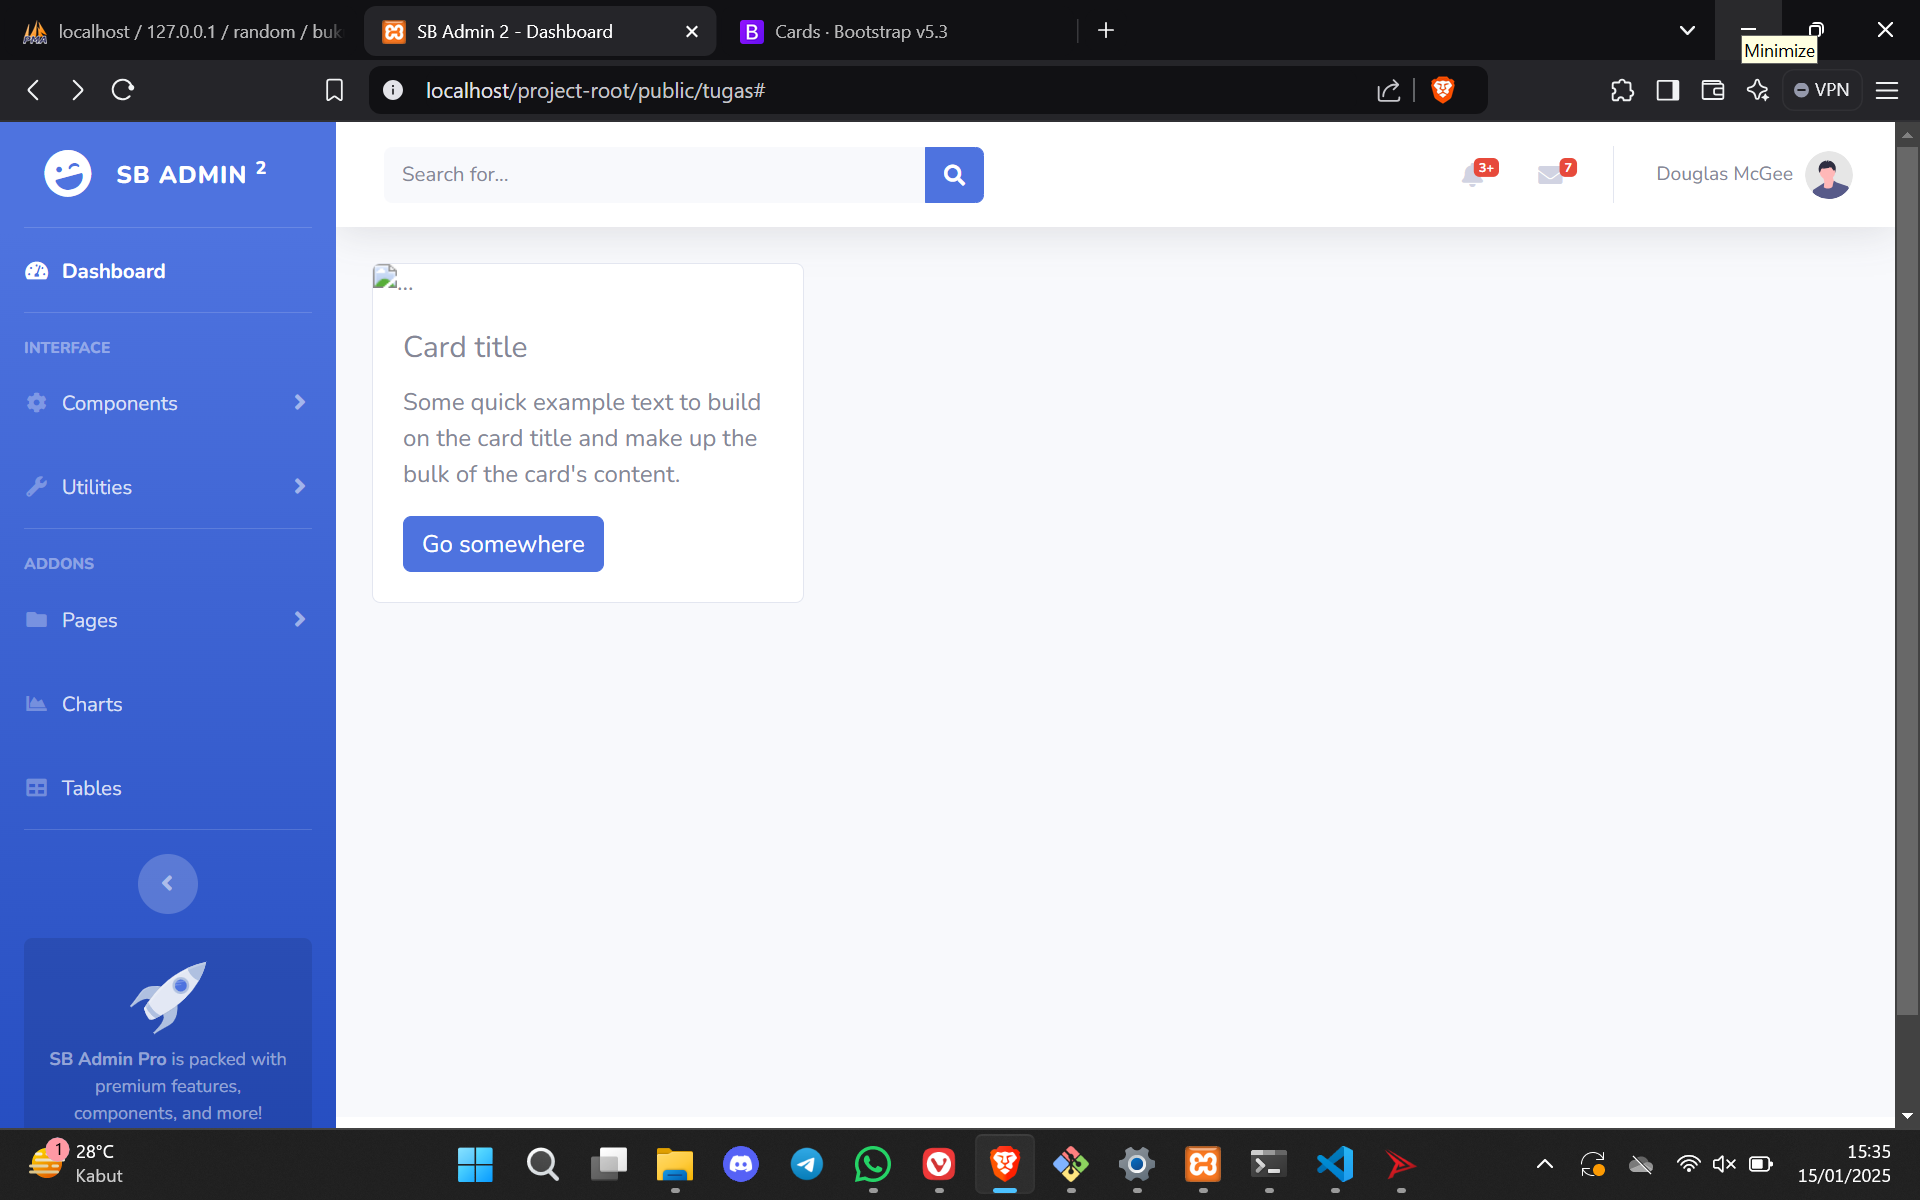 localhost / 127.0.0.1 / random / buk
SB Admin 2 - Dashboard
Cards · Bootstrap v5.3
Minimize
localhost/project-root/public/tugas#
VPN
SB ADMIN 2
Search for...
3+
7
Douglas McGee
Dashboard
INTERFACE
Components
Utilities
ADDONS
Pages
Charts
Tables
SB Admin Pro is packed with
premium features,
components, and more!
...
Card title
Some quick example text to build
on the card title and make up the
bulk of the card's content.
Go somewhere
1
28°C
Kabut
15:35
15/01/2025